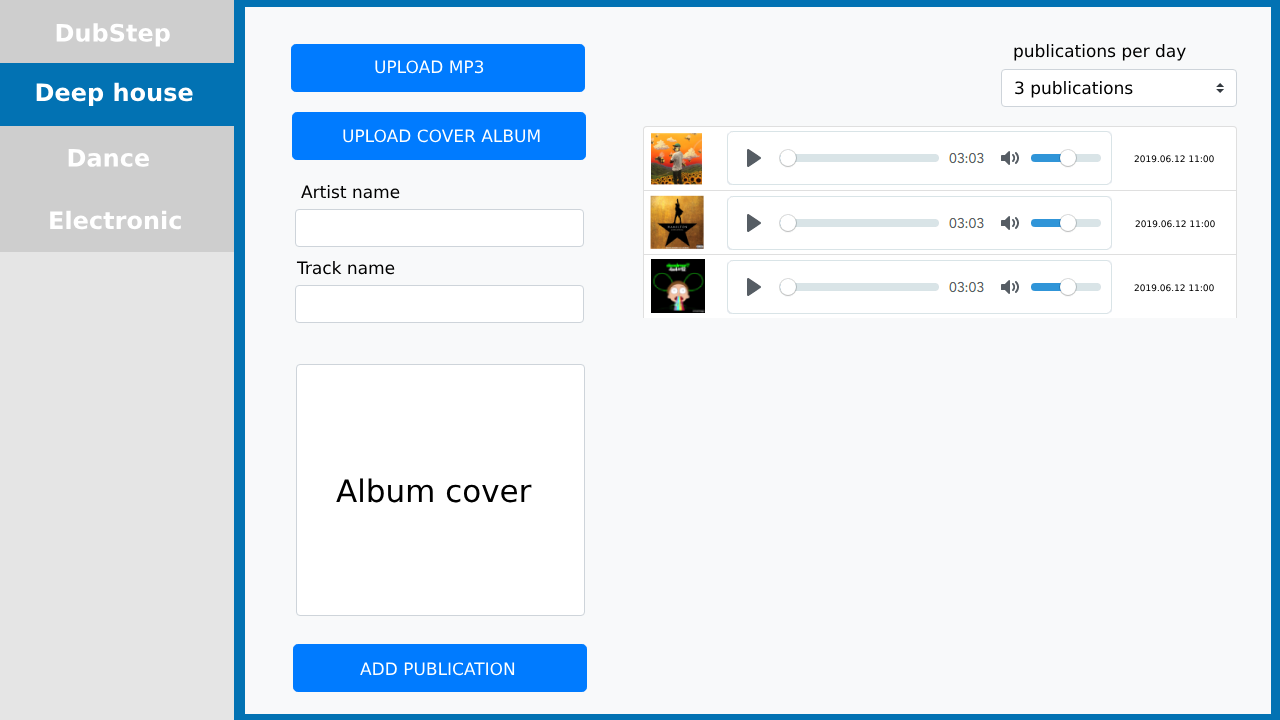 DubStep
Deep house
Dance
Electronic
UPLOAD MP3
UPLOAD COVER ALBUM
Artist name
Track name
Album cover
ADD PUBLICATION
publications per day
3 publications
03:03
2019.06.12 11:00
03:03
2019.06.12 11:00
03:03
2019.06.12 11:00